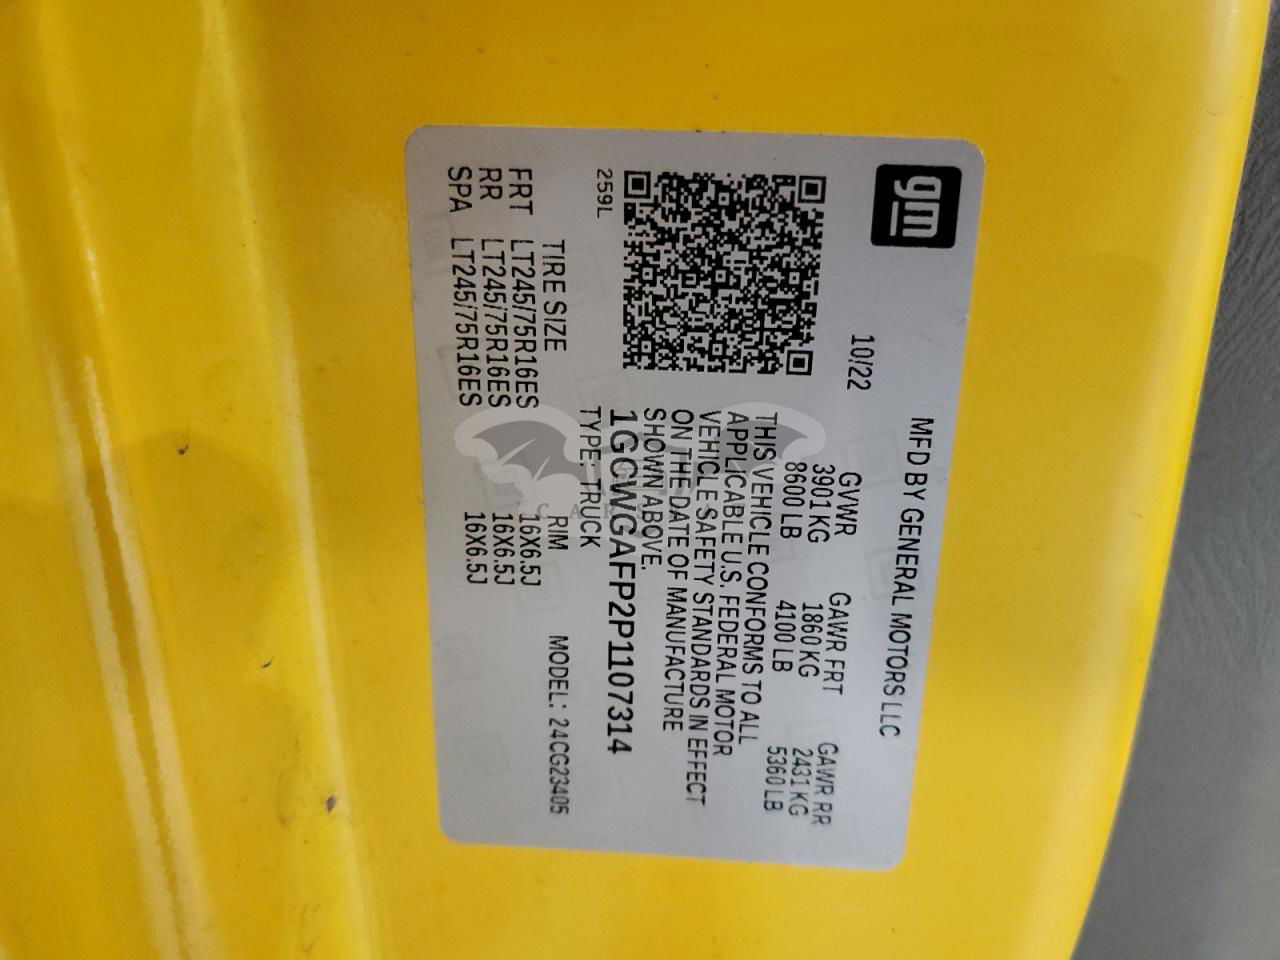 gm
MFD BY GENERAL MOTORS LLC
10/22
GVWR GAWR FRT GAWR RR
3901 KG 1860 KG 2431 KG
8600 LB 4100 LB 5360 LB
THIS VEHICLE CONFORMS TO ALL
APPLICABLE U.S. FEDERAL MOTOR
VEHICLE SAFETY STANDARDS IN EFFECT
ON THE DATE OF MANUFACTURE
SHOWN ABOVE.
1GCWGAFP2P1107314
259L
TYPE: TRUCK
MODEL: 24CG23405
TIRE SIZE RIM
FRT LT245/75R16ES 16X6.5J
RR LT245/75R16ES 16X6.5J
SPA LT245/75R16ES 16X6.5J